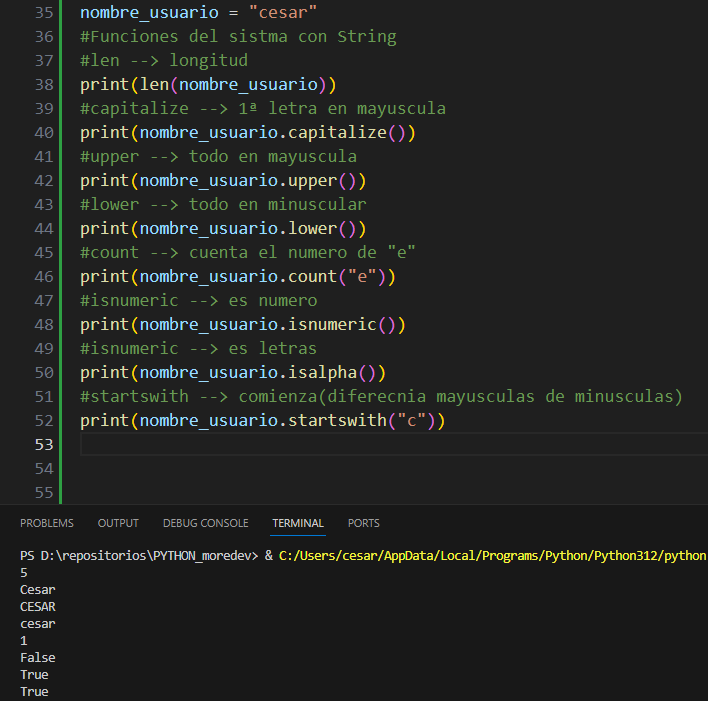 35 nombre_usuario = "cesar"
36 #Funciones del sistma con String
37 #len --> longitud
38 print(len(nombre_usuario))
39 #capitalize --> 1ª letra en mayuscula
40 print(nombre_usuario.capitalize())
41 #upper --> todo en mayuscula
42 print(nombre_usuario.upper())
43 #lower --> todo en minuscular
44 print(nombre_usuario.lower())
45 #count --> cuenta el numero de "e"
46 print(nombre_usuario.count("e"))
47 #isnumeric --> es numero
48 print(nombre_usuario.isnumeric())
49 #isnumeric --> es letras
50 print(nombre_usuario.isalpha())
51 #startswith --> comienza(diferecnia mayusculas de minusculas)
52 print(nombre_usuario.startswith("c"))
53
54
55
PROBLEMS OUTPUT DEBUG CONSOLE TERMINAL PORTS
PS D:\repositorios\PYTHON_moredev> & C:/Users/cesar/AppData/Local/Programs/Python/Python312/python
5
Cesar
CESAR
cesar
1
False
True
True